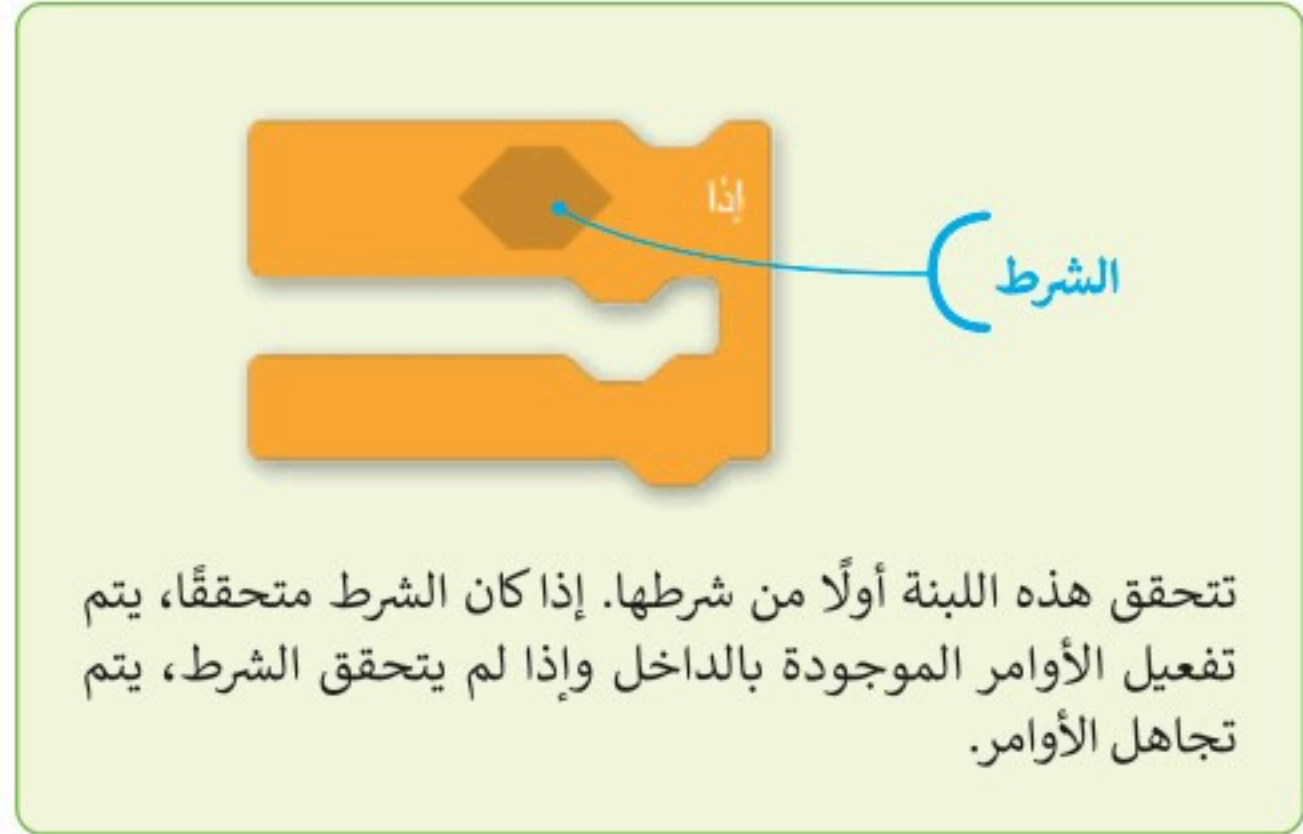 إذا
الشرط
تتحقق هذه اللبنة أولًا من شرطها. إذا كان الشرط متحققًا، يتم
تفعيل الأوامر الموجودة بالداخل وإذا لم يتحقق الشرط، يتم
تجاهل الأوامر.